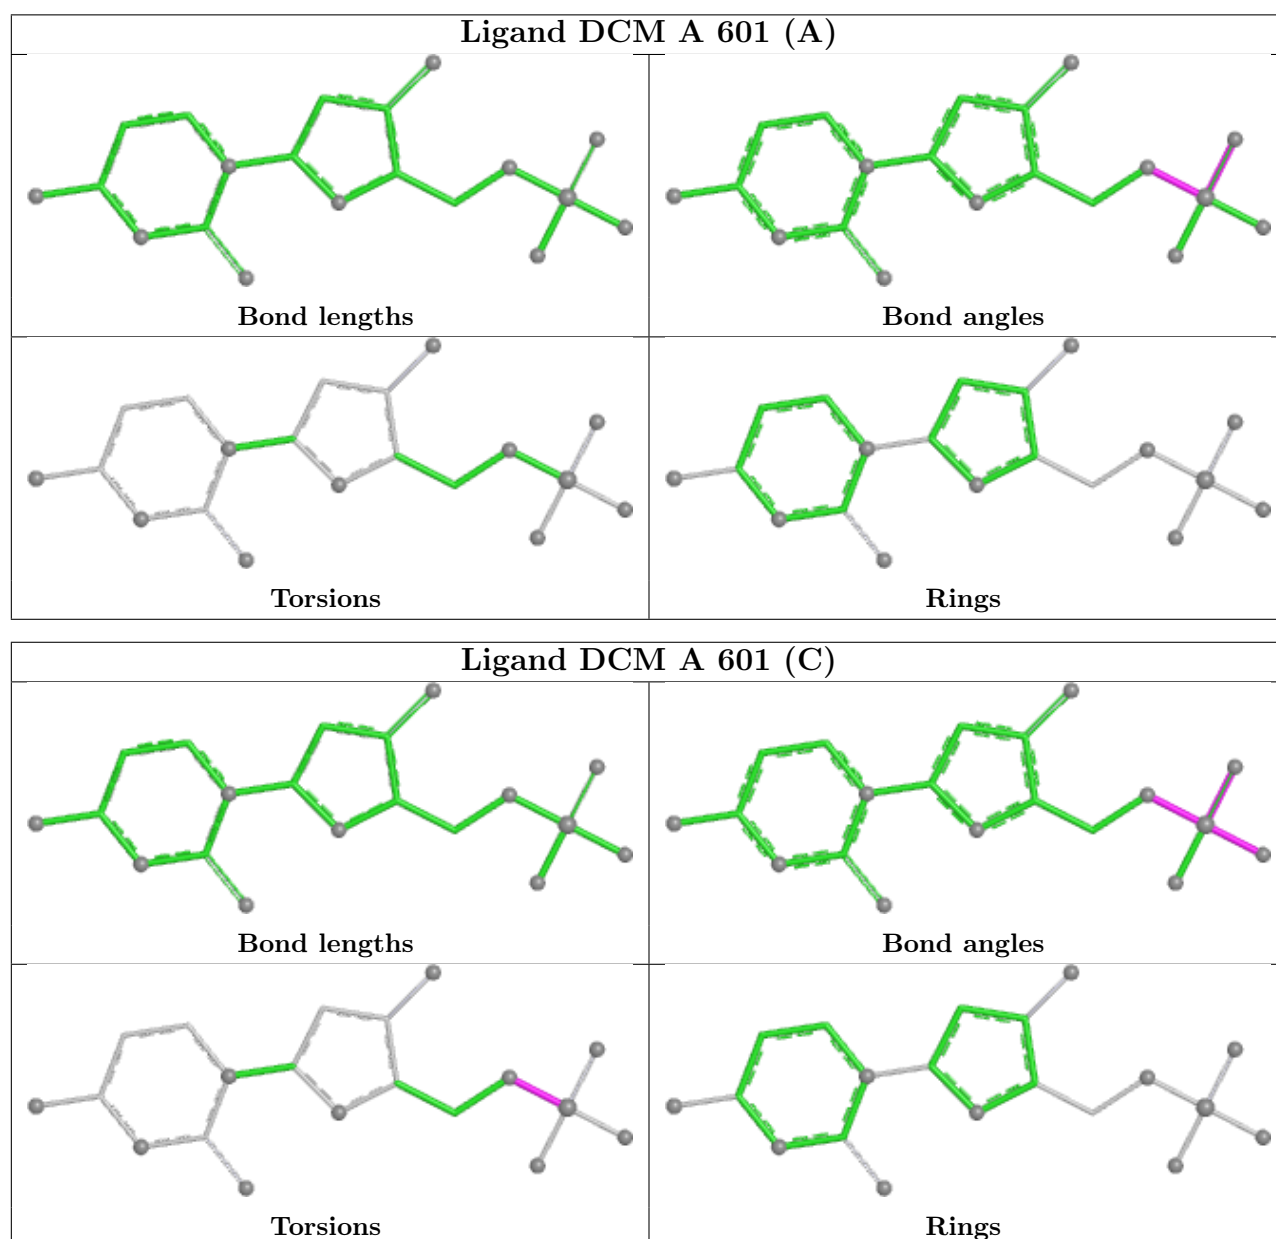 Ligand DCM A 601 (A)
Bond lengths
Bond angles
Torsions
Rings
Ligand DCM A 601 (C)
Bond lengths
Bond angles
Torsions
Rings